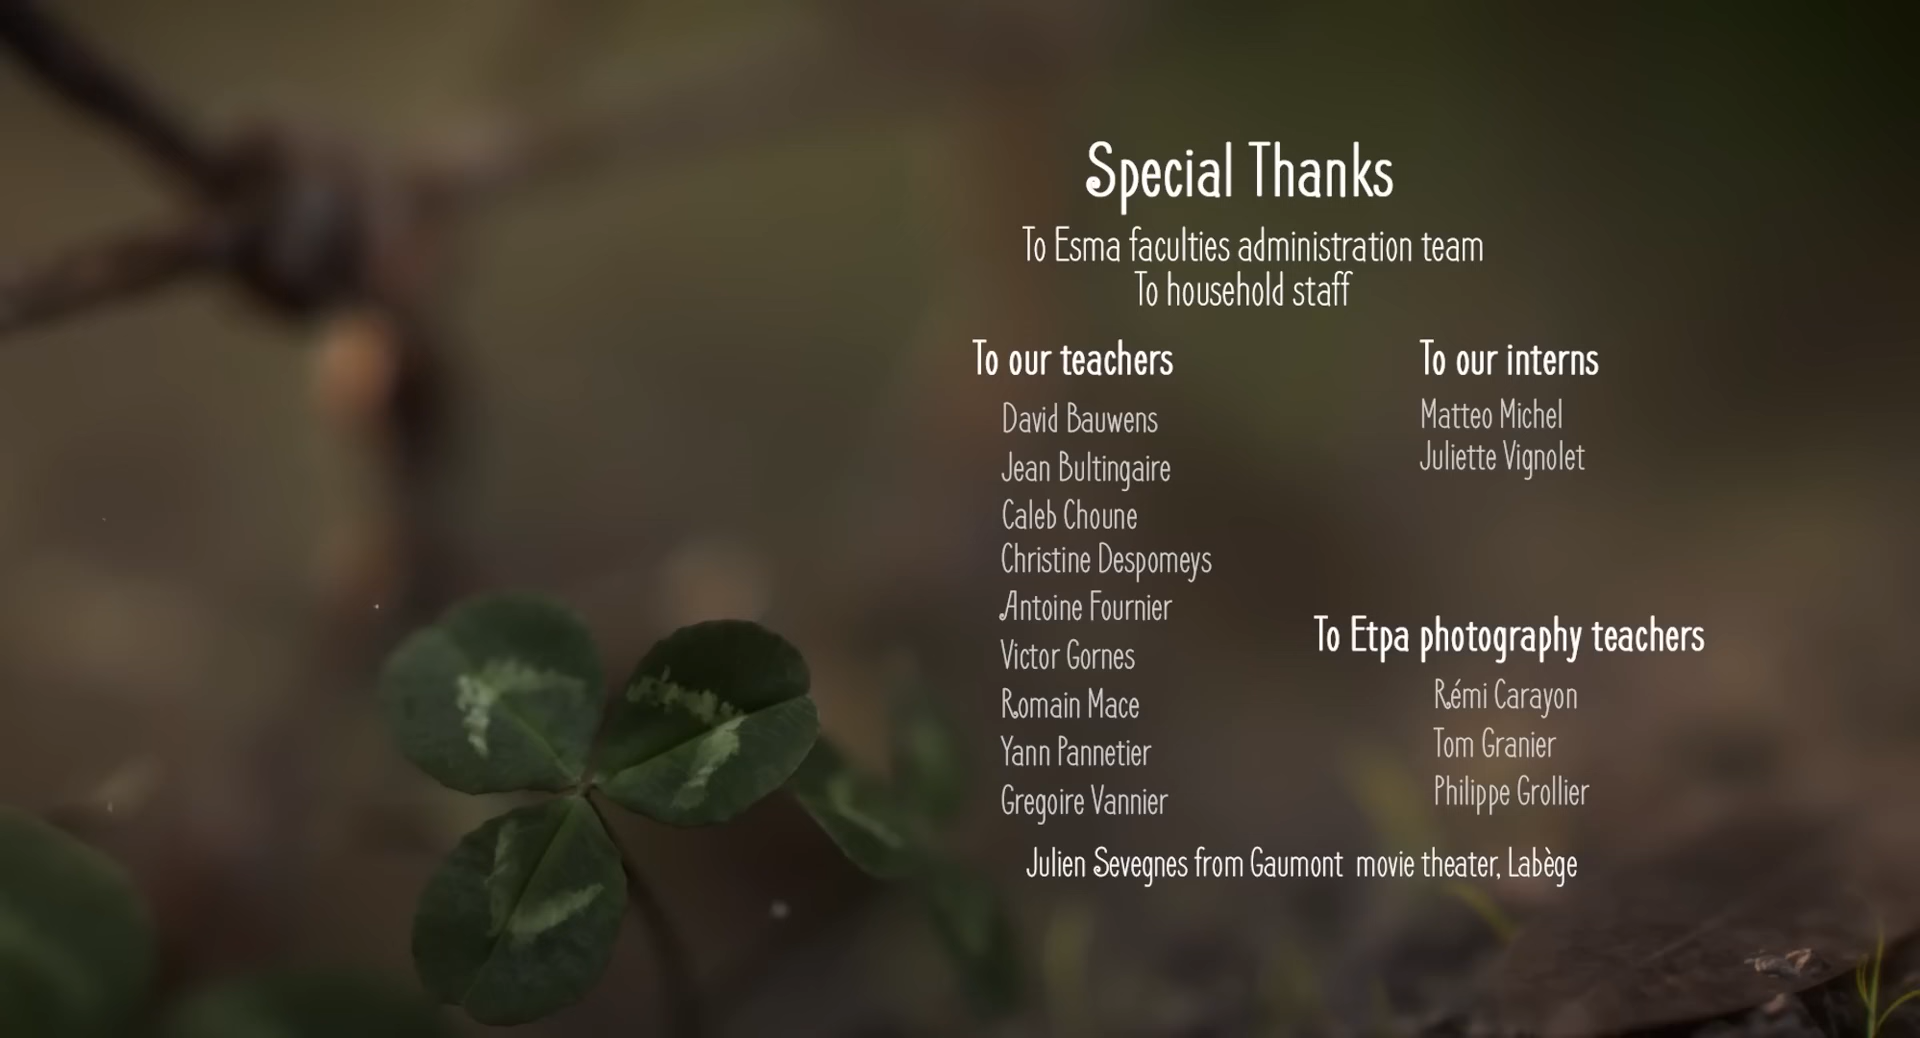 Special Thanks
To Esma faculties administration team
To household staff
To our teachers
David Bauwens
Jean Bultingaire
Caleb Choune
Christine Despomeys
Antoine Fournier
Victor Gornes
Romain Mace
Yann Pannetier
Gregoire Vannier
To our interns
Matteo Michel
Juliette Vignolet
To Etpa photography teachers
Rémi Carayon
Tom Granier
Philippe Grollier
Julien Sevegnes from Gaumont  movie theater, Labège